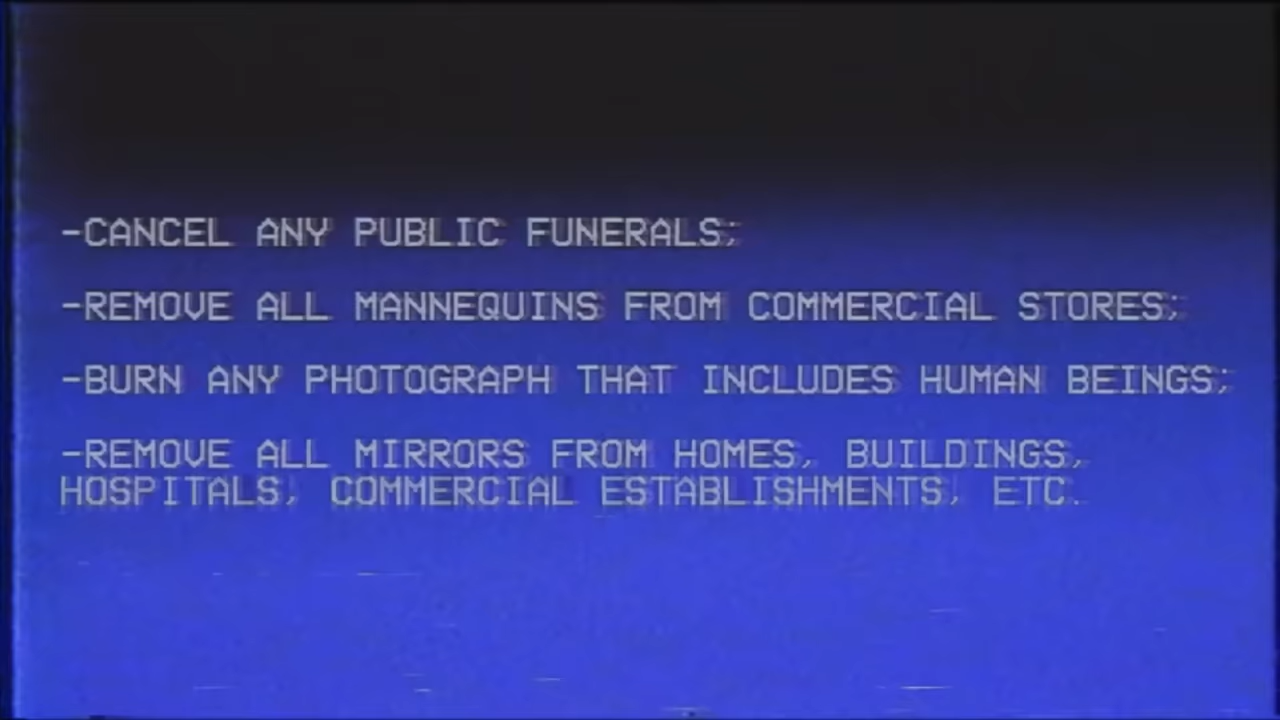 -CANCEL ANY PUBLIC FUNERALS;
-REMOVE ALL MANNEQUINS FROM COMMERCIAL STORES;
-BURN ANY PHOTOGRAPH THAT INCLUDES HUMAN BEINGS;
-REMOVE ALL MIRRORS FROM HOMES, BUILDINGS,
HOSPITALS, COMMERCIAL ESTABLISHMENTS, ETC.